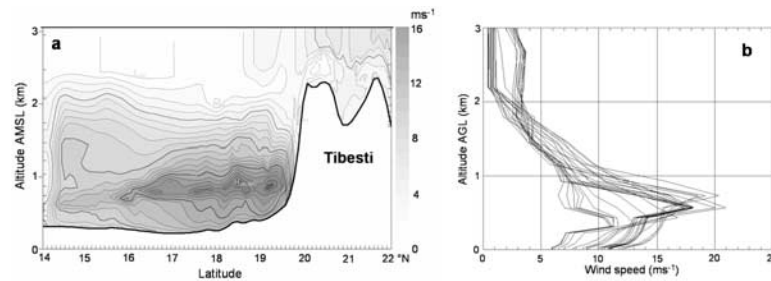 a
Altitude AMSL (km)
3
2
1
0
14 15 16 17 18 19 20 21 22 °N
Latitude
Tibesti
ms-1
16
12
8
4
0
b
Altitude AGL (km)
3
2
1
0
0 5 10 15 20 25
Wind speed (ms-1)